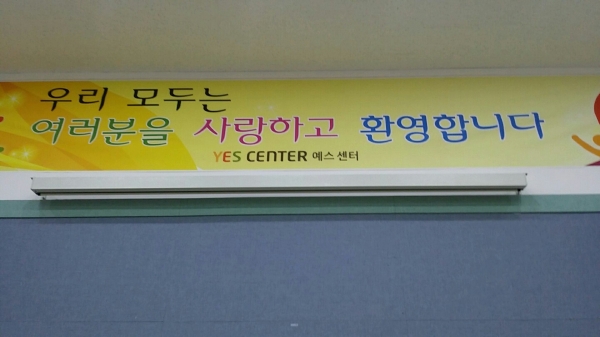 우리 모두는
여러분을 사랑하고 환영합니다
YES CENTER 예스 센터